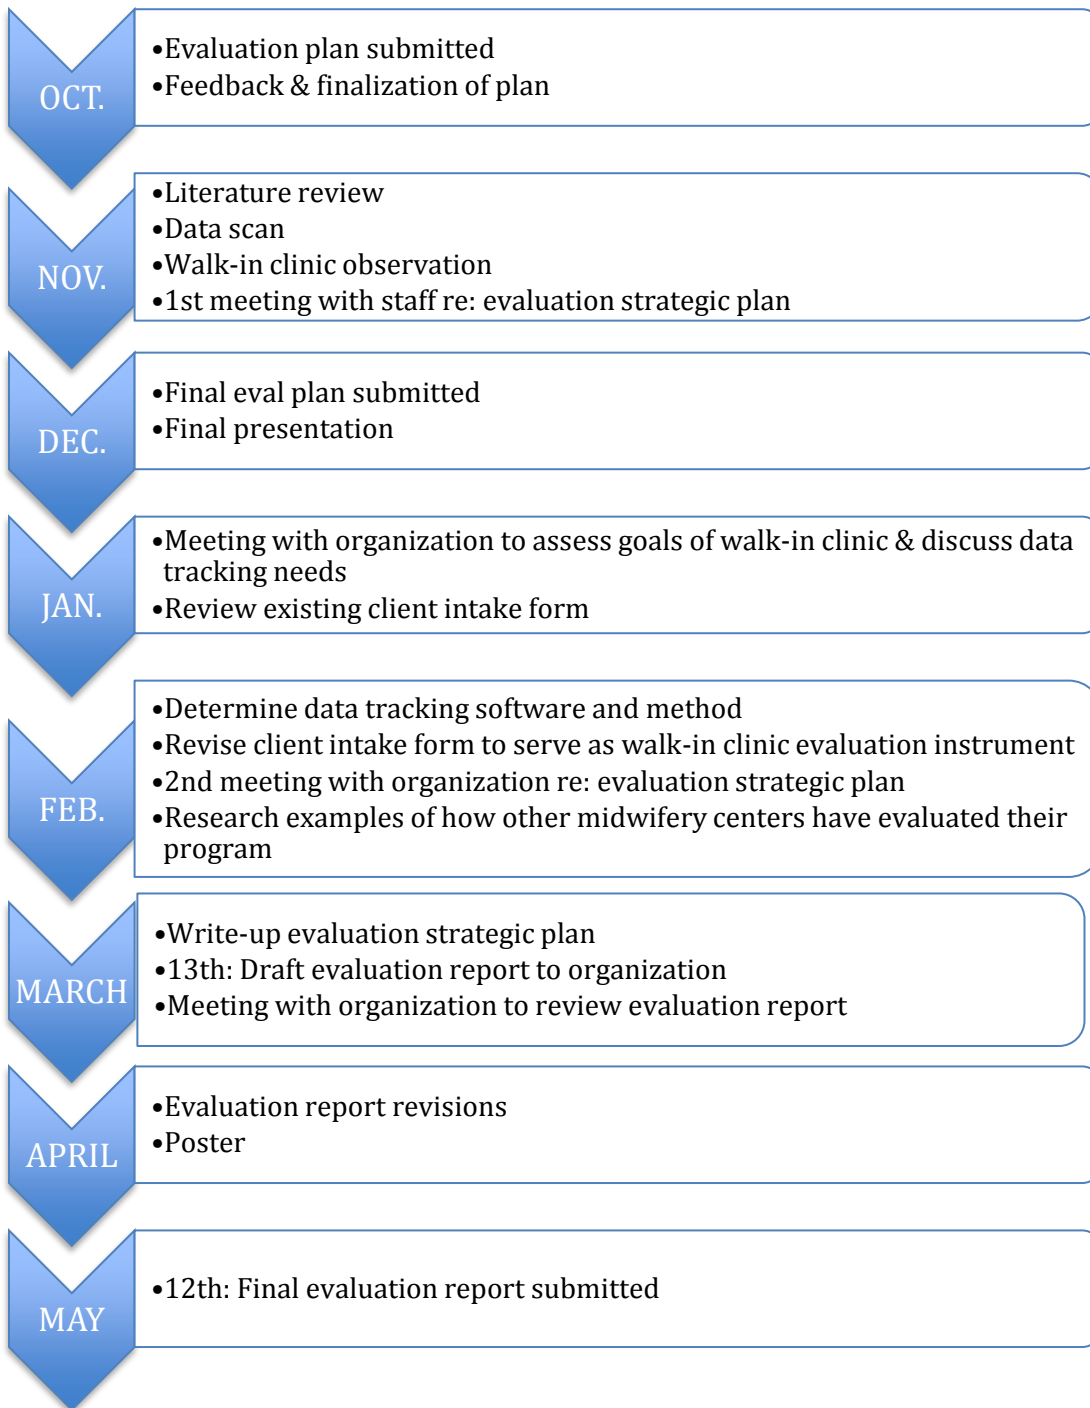 OCT.
•Evaluation plan submitted
•Feedback & finalization of plan
NOV.
•Literature review
•Data scan
•Walk-in clinic observation
•1st meeting with staff re: evaluation strategic plan
DEC.
•Final eval plan submitted
•Final presentation
JAN.
•Meeting with organization to assess goals of walk-in clinic & discuss data
tracking needs
•Review existing client intake form
FEB.
•Determine data tracking software and method
•Revise client intake form to serve as walk-in clinic evaluation instrument
•2nd meeting with organization re: evaluation strategic plan
•Research examples of how other midwifery centers have evaluated their
program
MARCH
•Write-up evaluation strategic plan
•13th: Draft evaluation report to organization
•Meeting with organization to review evaluation report
APRIL
•Evaluation report revisions
•Poster
MAY
•12th: Final evaluation report submitted